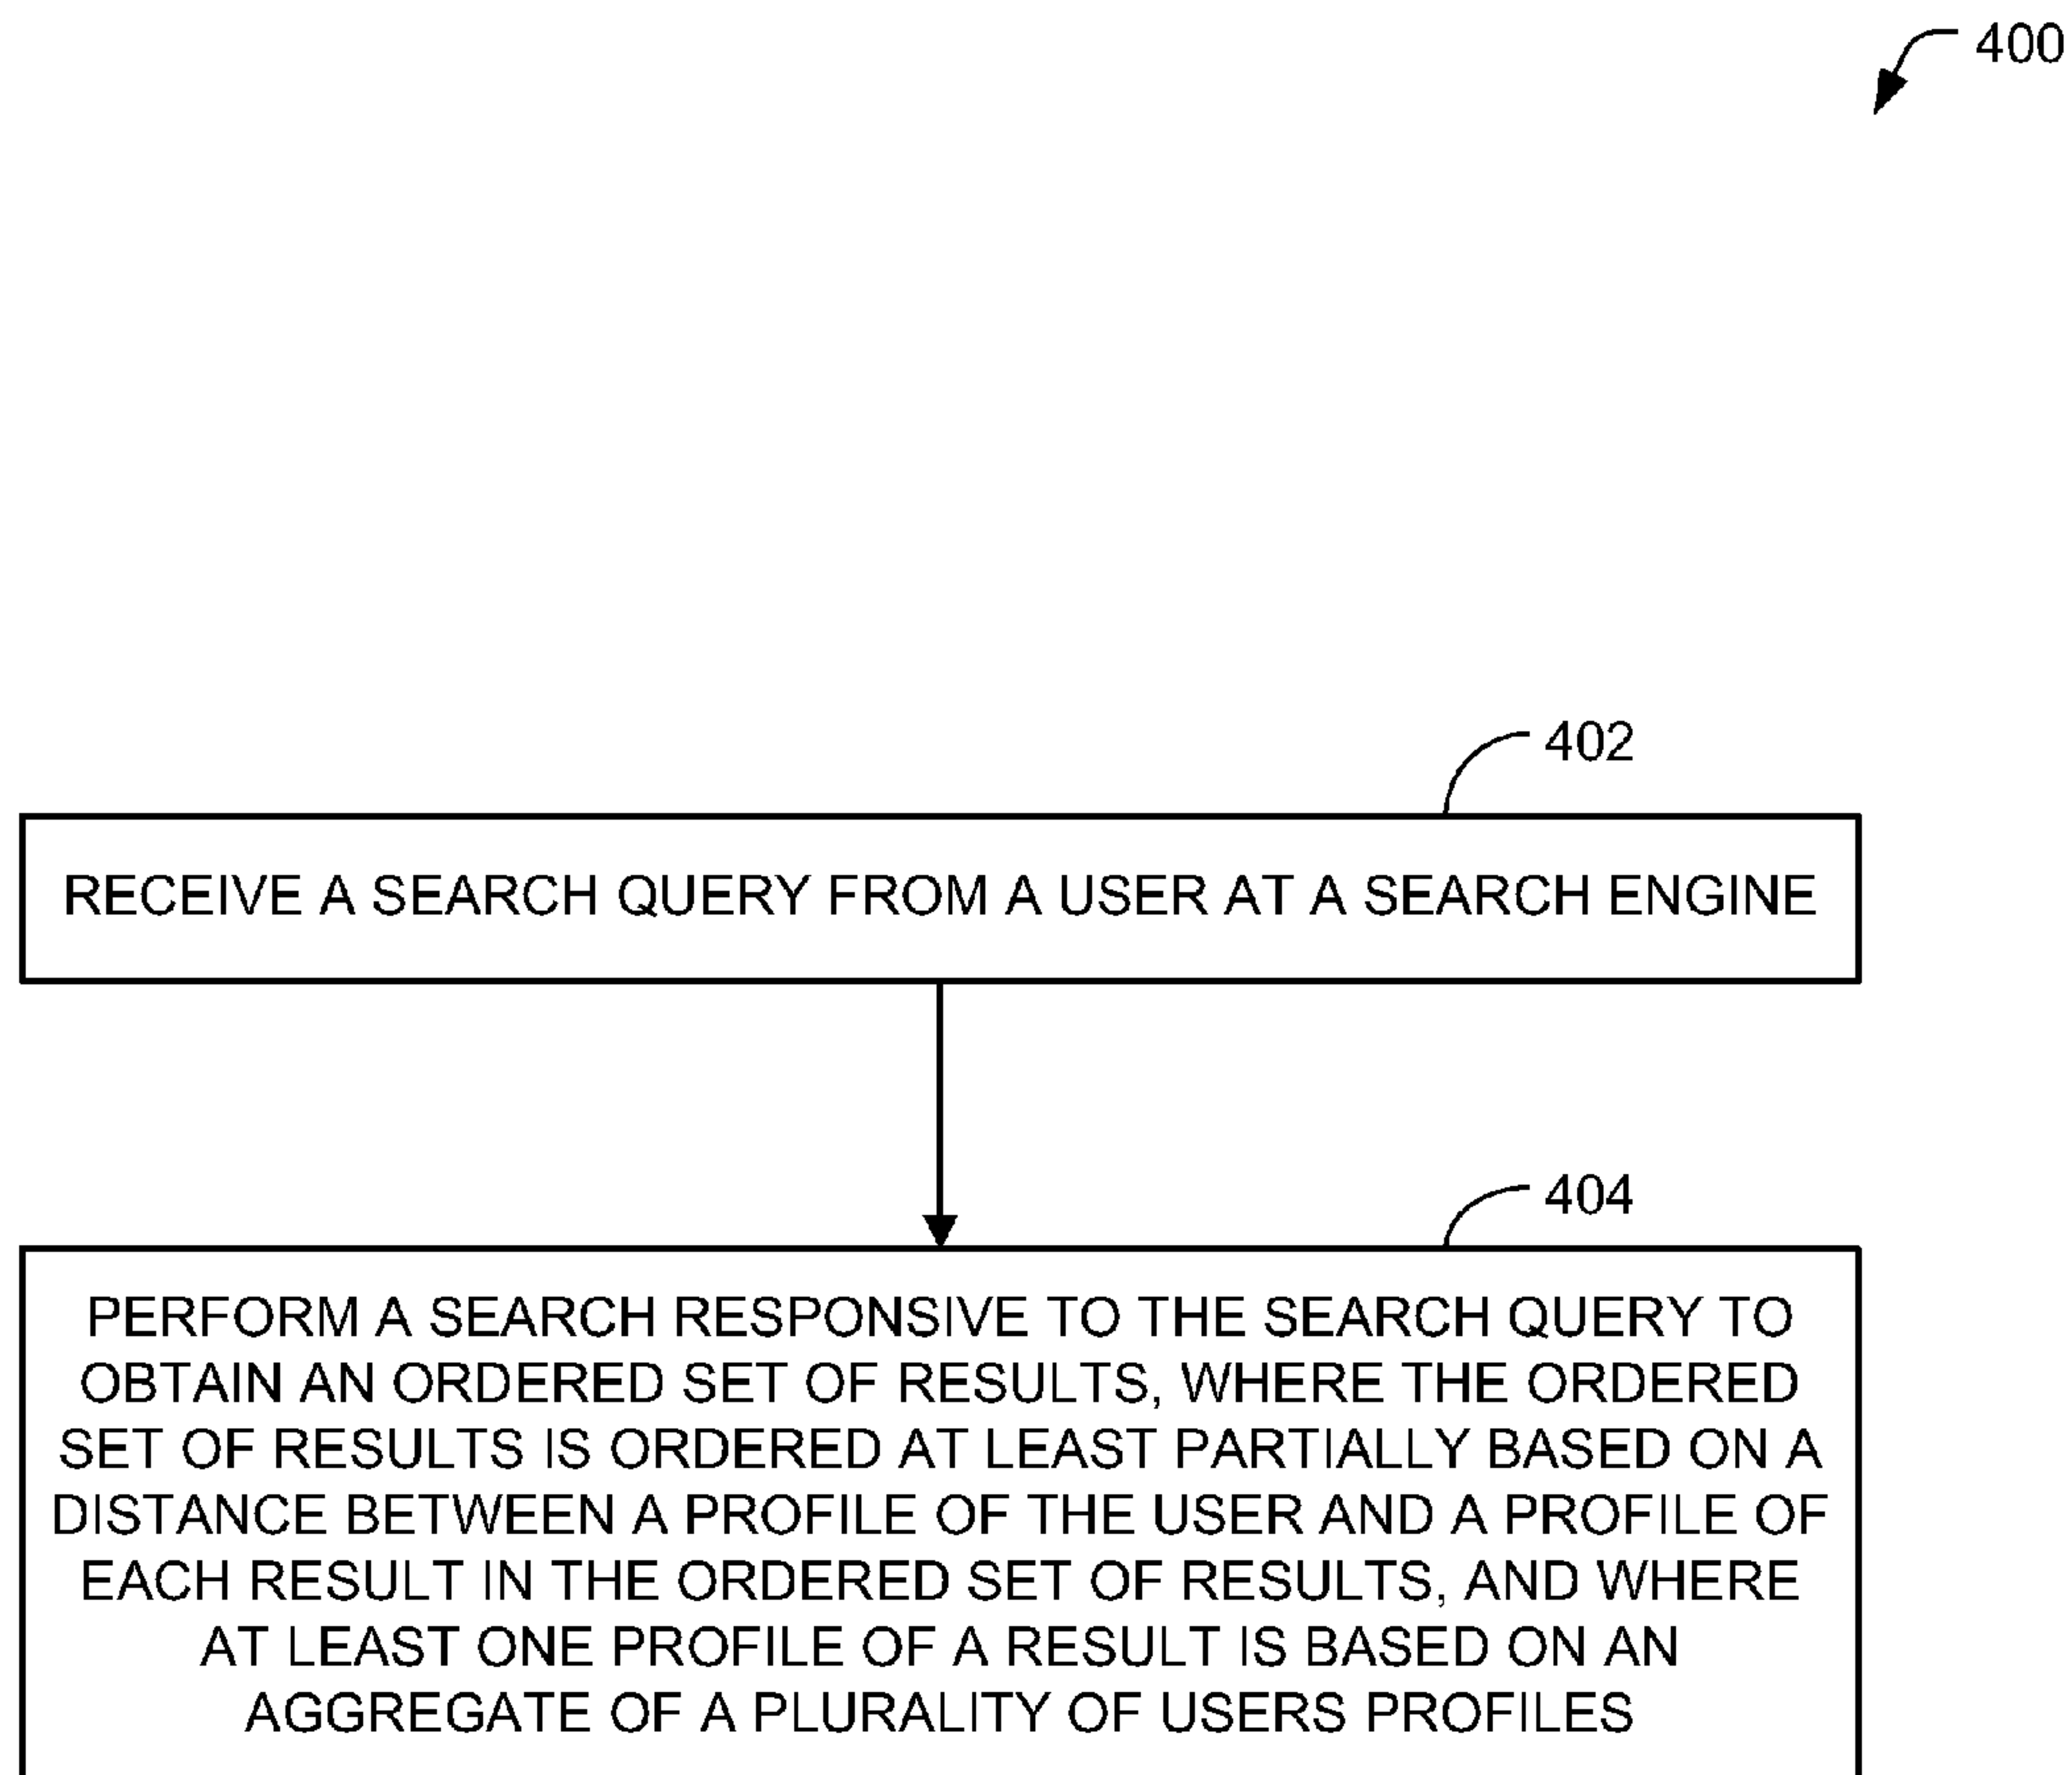 400
402
RECEIVE A SEARCH QUERY FROM A USER AT A SEARCH ENGINE
404
PERFORM A SEARCH RESPONSIVE TO THE SEARCH QUERY TO
OBTAIN AN ORDERED SET OF RESULTS, WHERE THE ORDERED
SET OF RESULTS IS ORDERED AT LEAST PARTIALLY BASED ON A
DISTANCE BETWEEN A PROFILE OF THE USER AND A PROFILE OF
EACH RESULT IN THE ORDERED SET OF RESULTS, AND WHERE
AT LEAST ONE PROFILE OF A RESULT IS BASED ON AN
AGGREGATE OF A PLURALITY OF USERS PROFILES